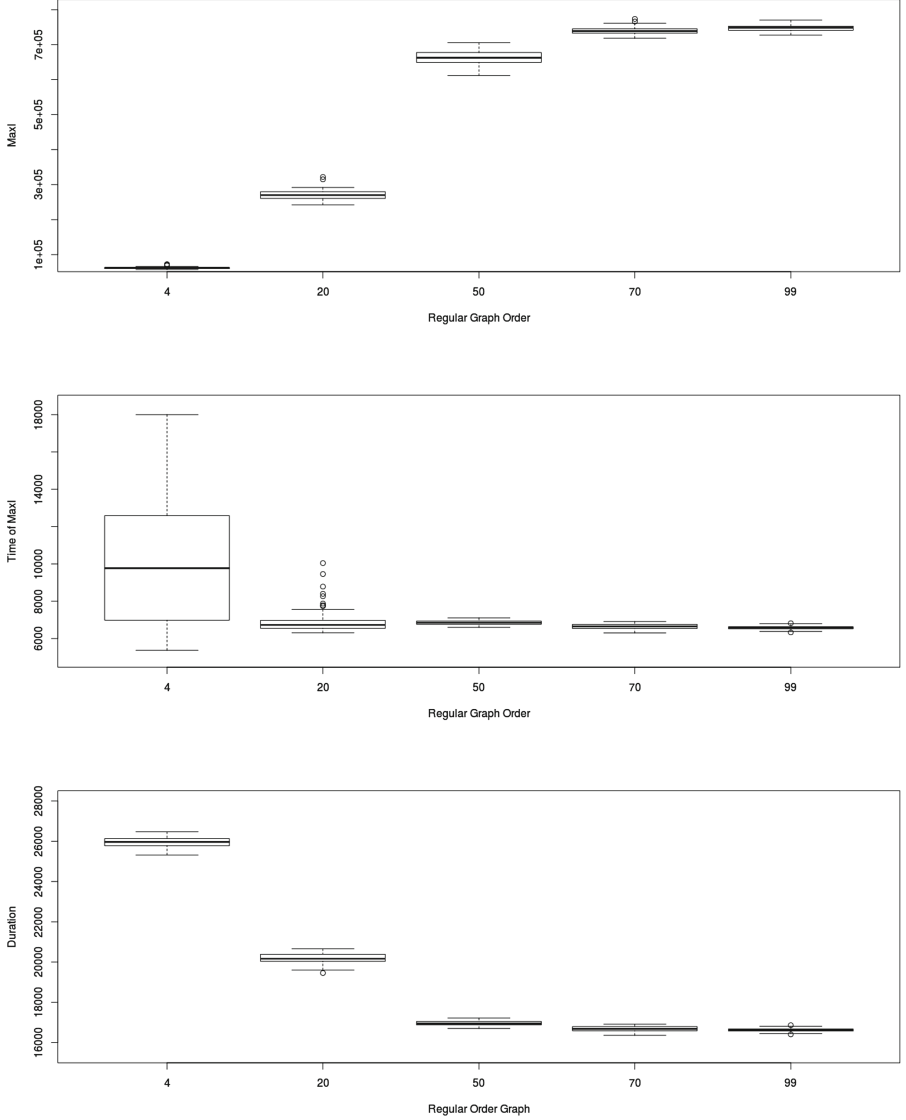 7e+05
5e+05
3e+05
1e+05
MaxI
4 20 50 70 99
Regular Graph Order
18000
14000
10000
8000
6000
Time of MaxI
4 20 50 70 99
Regular Graph Order
28000
26000
24000
22000
20000
18000
16000
Duration
4 20 50 70 99
Regular Order Graph